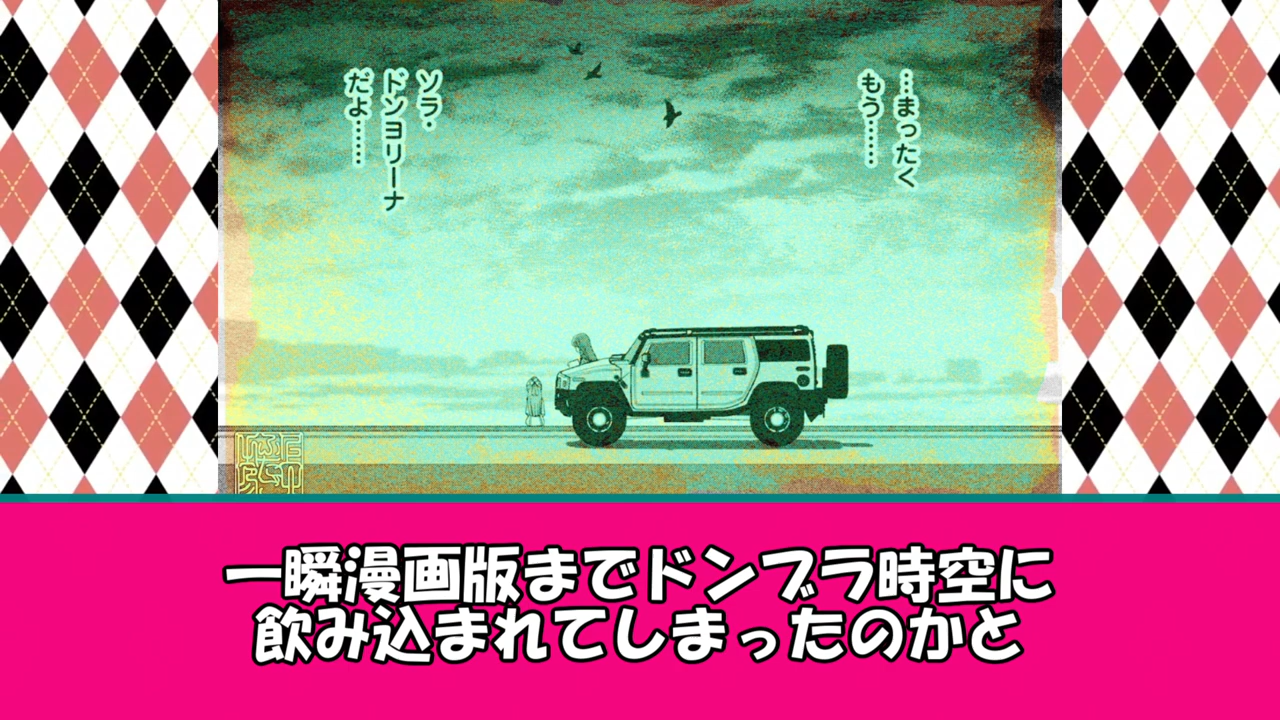 …まったく
もう……
ソラ・
ドンヨリーナ
だよ……
一瞬漫画版までドンブラ時空に
飲み込まれてしまったのかと